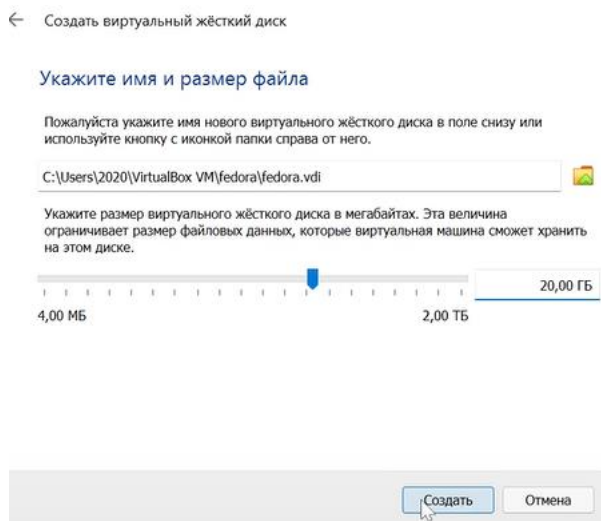 Создать виртуальный жёсткий диск
Укажите имя и размер файла
Пожалуйста укажите имя нового виртуального жёсткого диска в поле снизу или
используйте кнопку с иконкой папки справа от него.
C:\Users\2020\VirtualBox VM\fedora\fedora.vdi
Укажите размер виртуального жёсткого диска в мегабайтах. Эта величина
ограничивает размер файловых данных, которые виртуальная машина сможет хранить
на этом диске.
20,00 ГБ
4,00 МБ 2,00 ТБ
Создать Отмена